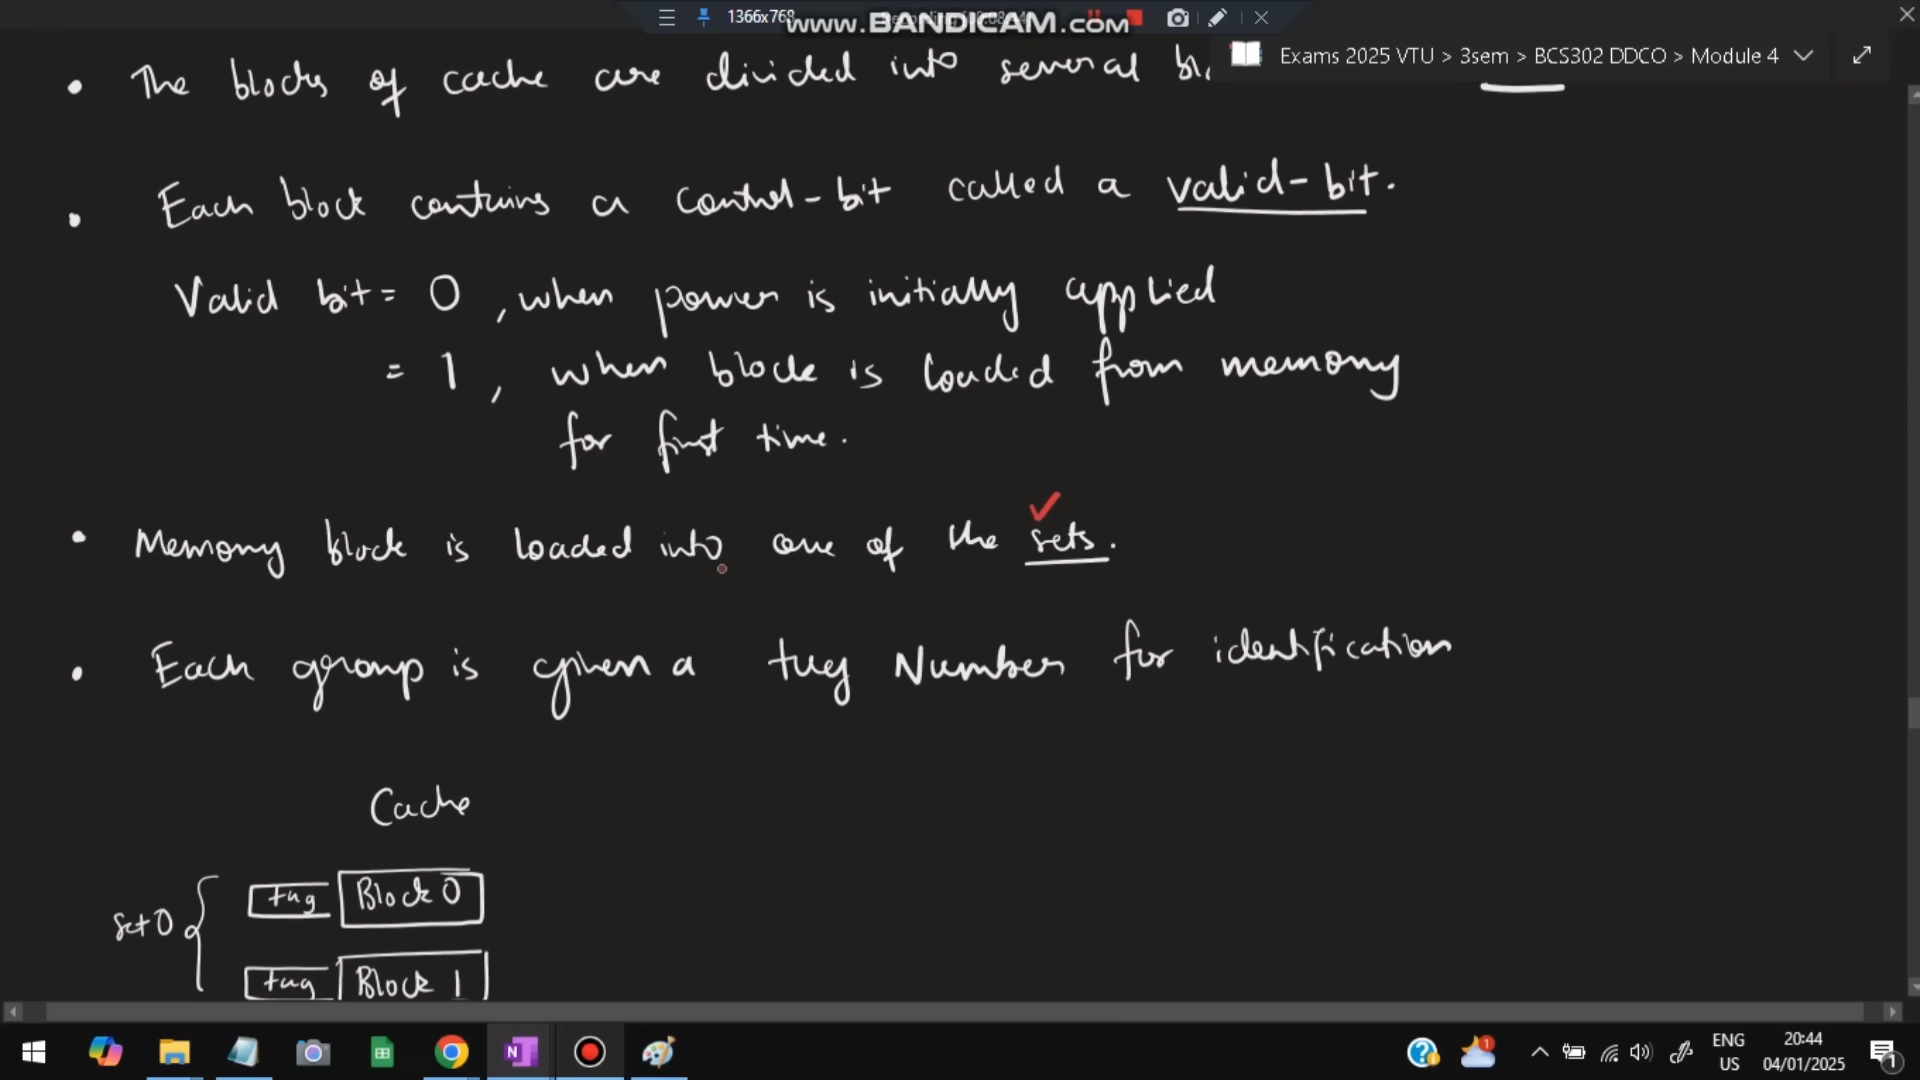 1366x768
www.BANDICAM.com
Exams 2025 VTU > 3sem > BCS302 DDCO > Module 4
• The blocks of cache are divided into several
• Each block contains a control-bit called a valid-bit.
Valid bit = 0, when power is initially applied
= 1, when block is loaded from memory
for first time.
• Memory block is loaded into one of the sets.
• Each group is given a tag Number for identification
Cache
Set 0
tag Block 0
tag Block 1
ENG
US
20:44
04/01/2025